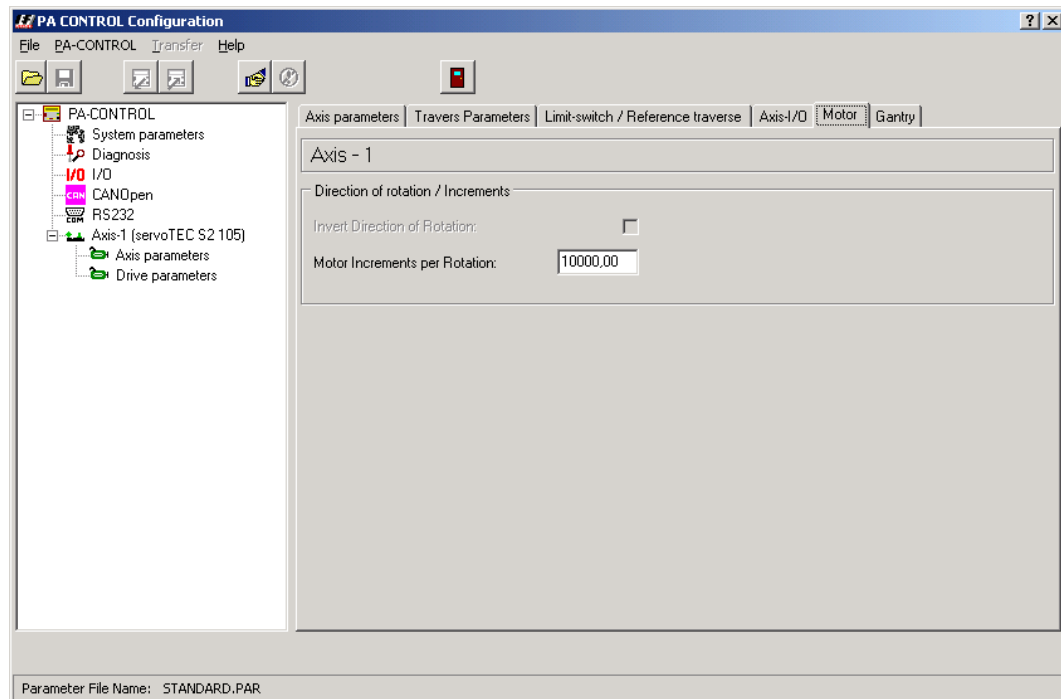 PA CONTROL Configuration
File PA-CONTROL Transfer Help
PA-CONTROL
System parameters
Diagnosis
I/O I/O
CAN CANOpen
COM RS232
Axis-1 (servoTEC S2 105)
Axis parameters
Drive parameters
Axis parameters Travers Parameters Limit-switch / Reference traverse Axis-I/O Motor Gantry
Axis - 1
Direction of rotation / Increments
Invert Direction of Rotation:
Motor Increments per Rotation: 10000,00
Parameter File Name: STANDARD.PAR